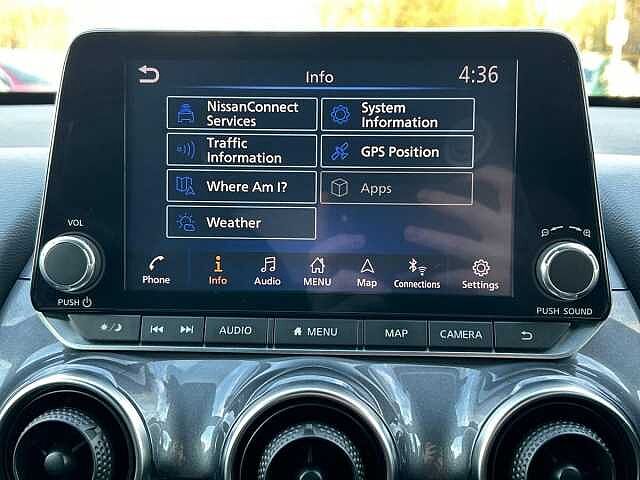 Info
4:36
NissanConnect
Services
System
Information
Traffic
Information
GPS Position
Where Am I?
Apps
Weather
VOL
PUSH
PUSH SOUND
Phone
Info
Audio
MENU
Map
Connections
Settings
AUDIO
MENU
MAP
CAMERA